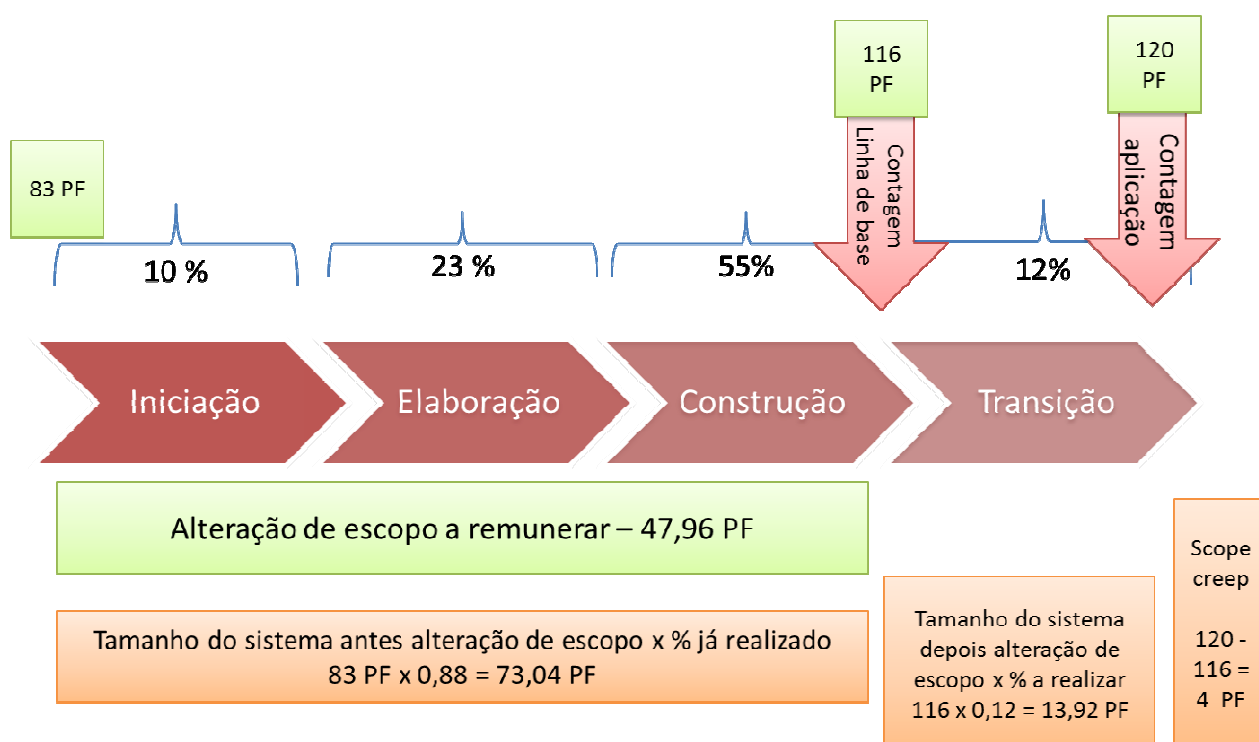 116
PF
120
PF
83 PF
Contagem
Linha de base
Contagem
aplicação
10 %
23 %
55%
12%
Iniciação
Elaboração
Construção
Transição
Alteração de escopo a remunerar – 47,96 PF
Tamanho do sistema antes alteração de escopo x % já realizado
83 PF x 0,88 = 73,04 PF
Tamanho do sistema
depois alteração de
escopo x % a realizar
116 x 0,12 = 13,92 PF
Scope
creep
120 -
116 =
4 PF